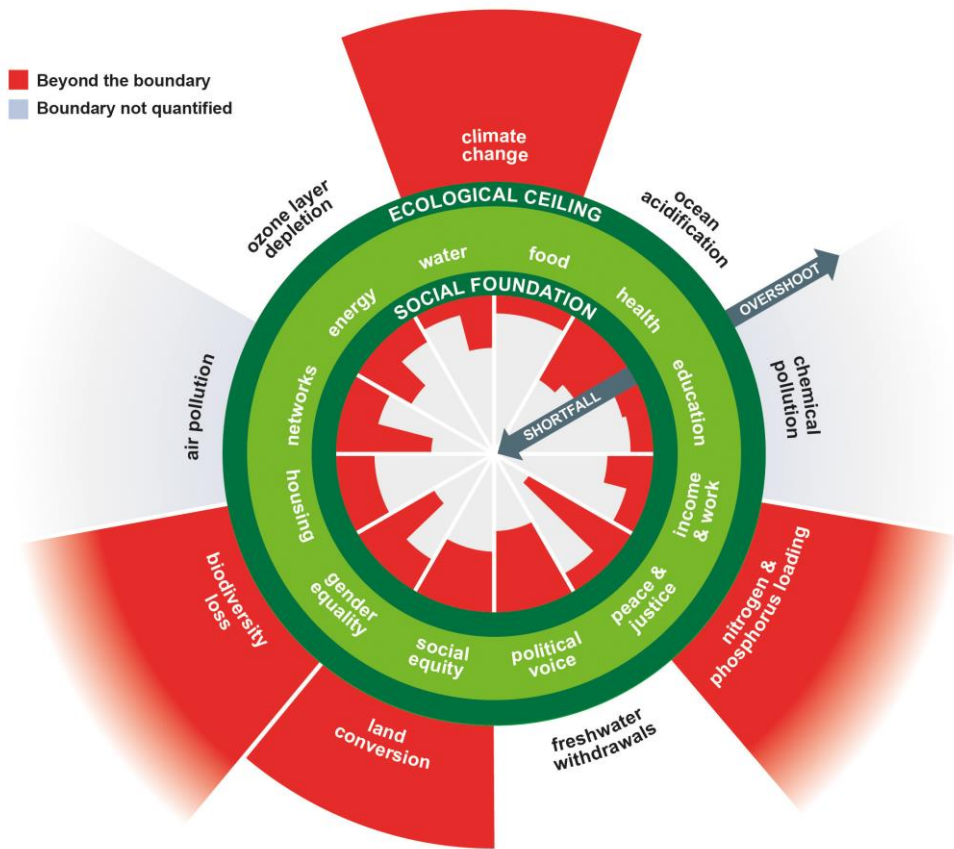 Beyond the boundary
Boundary not quantified
climate
change
ozone layer
depletion
ocean
acidification
ECOLOGICAL CEILING
OVERSHOOT
water
food
energy
health
SOCIAL FOUNDATION
networks
education
SHORTFALL
air pollution
chemical
pollution
housing
income
& work
biodiversity
loss
gender
equality
peace &
justice
nitrogen &
phosphorus loading
social
equity
political
voice
land
conversion
freshwater
withdrawals